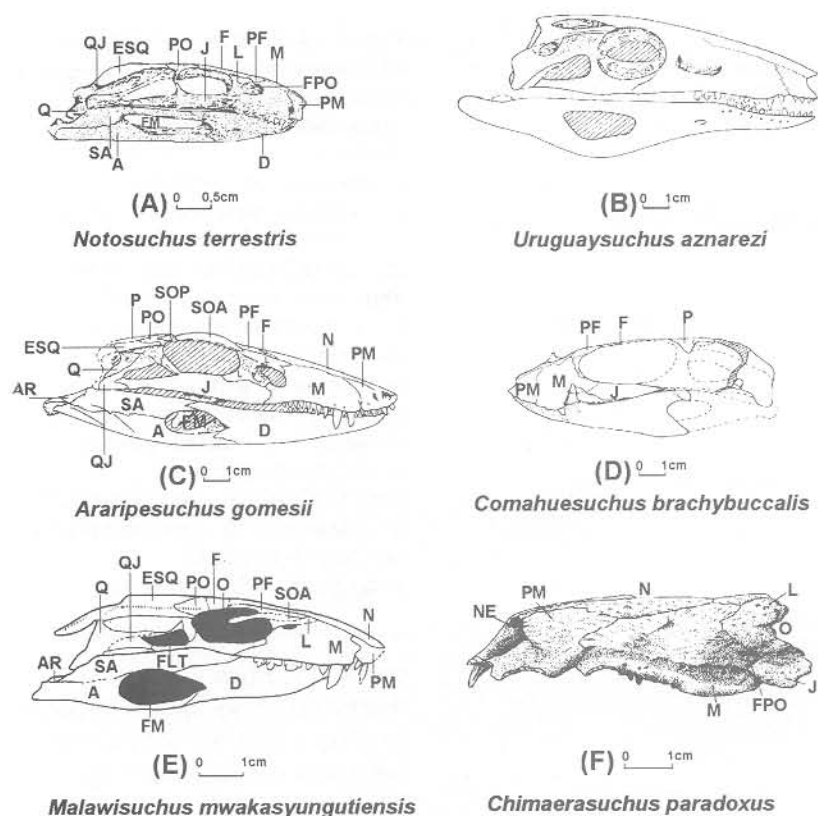 QJ ESQ PO J F L PF M
FPO
PM
Q
FM
SA A D
(A) 0 0,5cm
Notosuchus terrestris
(B) 0 1cm
Uruguaysuchus aznarezi
P PO SOP SOA PF F N PM
ESQ
Q
AR
J M
SA
FM
A D
QJ
(C) 0 1cm
Araripesuchus gomesii
PF F P
PM M J
(D) 0 1cm
Comahuesuchus brachybuccalis
Q QJ ESQ PO F O PF SOA N
L M
AR SA FLT PM
A D
FM
(E) 0 1cm
Malawisuchus mwakasyungutiensis
NE PM N L
O
J
M FPO
(F) 0 1cm
Chimaerasuchus paradoxus